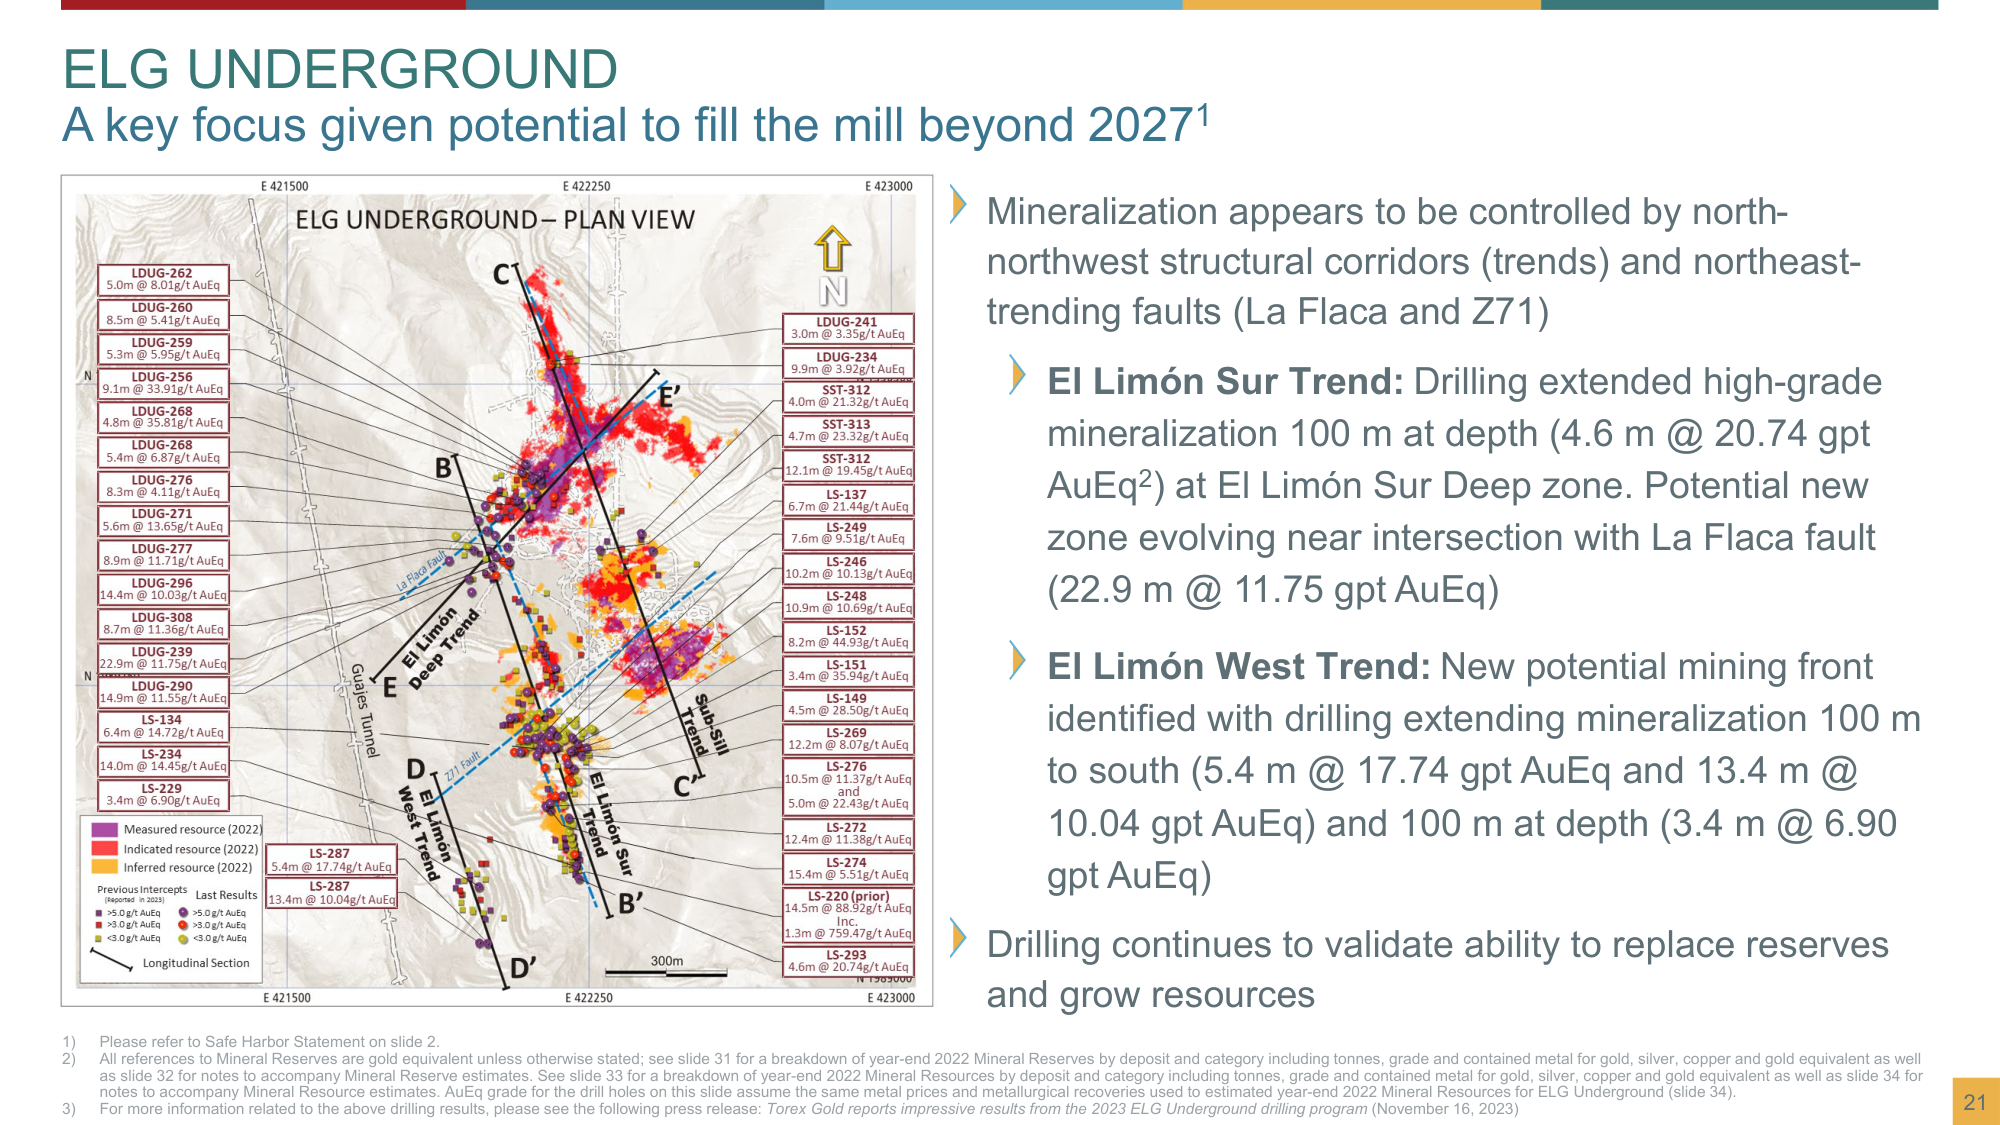 ELG UNDERGROUND
A key focus given potential to fill the mill beyond 2027¹
E 421500
E 422250
E 423000
ELG UNDERGROUND – PLAN VIEW
N
LDUG-262
5.0m @ 8.01g/t AuEq
LDUG-260
8.5m @ 5.41g/t AuEq
LDUG-259
5.3m @ 5.95g/t AuEq
LDUG-256
9.1m @ 33.91g/t AuEq
LDUG-268
4.8m @ 35.81g/t AuEq
LDUG-268
5.4m @ 6.87g/t AuEq
LDUG-276
8.3m @ 4.11g/t AuEq
LDUG-271
5.6m @ 13.65g/t AuEq
LDUG-277
8.9m @ 11.71g/t AuEq
LDUG-296
14.4m @ 10.03g/t AuEq
LDUG-308
8.7m @ 11.36g/t AuEq
LDUG-239
22.9m @ 11.75g/t AuEq
LDUG-290
14.9m @ 11.55g/t AuEq
LS-134
6.4m @ 14.72g/t AuEq
LS-234
14.0m @ 14.45g/t AuEq
LS-229
3.4m @ 6.90g/t AuEq
LS-287
5.4m @ 17.74g/t AuEq
LS-287
13.4m @ 10.04g/t AuEq
N
N
C
E'
B
La Flaca Fault
El Limón
Deep Trend
E
Guajes Tunnel
D
Z71 Fault
El Limón
West Trend
Sub-Sill
Trend
C'
El Limón Sur
Trend
B'
D'
300m
LDUG-241
3.0m @ 3.35g/t AuEq
LDUG-234
9.9m @ 3.92g/t AuEq
SST-312
4.0m @ 21.32g/t AuEq
SST-313
4.7m @ 23.32g/t AuEq
SST-312
12.1m @ 19.45g/t AuEq
LS-137
6.7m @ 21.44g/t AuEq
LS-249
7.6m @ 9.51g/t AuEq
LS-246
10.2m @ 10.13g/t AuEq
LS-248
10.9m @ 10.69g/t AuEq
LS-152
8.2m @ 44.93g/t AuEq
LS-151
3.4m @ 35.94g/t AuEq
LS-149
4.5m @ 28.50g/t AuEq
LS-269
12.2m @ 8.07g/t AuEq
LS-276
10.5m @ 11.37g/t AuEq
and
5.0m @ 22.43g/t AuEq
LS-272
12.4m @ 11.38g/t AuEq
LS-274
15.4m @ 5.51g/t AuEq
LS-220 (prior)
14.5m @ 88.92g/t AuEq
Inc.
1.3m @ 759.47g/t AuEq
LS-293
4.6m @ 20.74g/t AuEq
N 1989000
Measured resource (2022)
Indicated resource (2022)
Inferred resource (2022)
Previous Intercepts
(Reported in 2023)
Last Results
>5.0 g/t AuEq >5.0 g/t AuEq
>3.0 g/t AuEq >3.0 g/t AuEq
<3.0 g/t AuEq <3.0 g/t AuEq
Longitudinal Section
E 421500
E 422250
E 423000
Mineralization appears to be controlled by north-
northwest structural corridors (trends) and northeast-
trending faults (La Flaca and Z71)
El Limón Sur Trend: Drilling extended high-grade
mineralization 100 m at depth (4.6 m @ 20.74 gpt
AuEq²) at El Limón Sur Deep zone. Potential new
zone evolving near intersection with La Flaca fault
(22.9 m @ 11.75 gpt AuEq)
El Limón West Trend: New potential mining front
identified with drilling extending mineralization 100 m
to south (5.4 m @ 17.74 gpt AuEq and 13.4 m @
10.04 gpt AuEq) and 100 m at depth (3.4 m @ 6.90
gpt AuEq)
Drilling continues to validate ability to replace reserves
and grow resources
1) Please refer to Safe Harbor Statement on slide 2.
2) All references to Mineral Reserves are gold equivalent unless otherwise stated; see slide 31 for a breakdown of year-end 2022 Mineral Reserves by deposit and category including tonnes, grade and contained metal for gold, silver, copper and gold equivalent as well
as slide 32 for notes to accompany Mineral Reserve estimates. See slide 33 for a breakdown of year-end 2022 Mineral Resources by deposit and category including tonnes, grade and contained metal for gold, silver, copper and gold equivalent as well as slide 34 for
notes to accompany Mineral Resource estimates. AuEq grade for the drill holes on this slide assume the same metal prices and metallurgical recoveries used to estimated year-end 2022 Mineral Resources for ELG Underground (slide 34).
3) For more information related to the above drilling results, please see the following press release: Torex Gold reports impressive results from the 2023 ELG Underground drilling program (November 16, 2023)
21